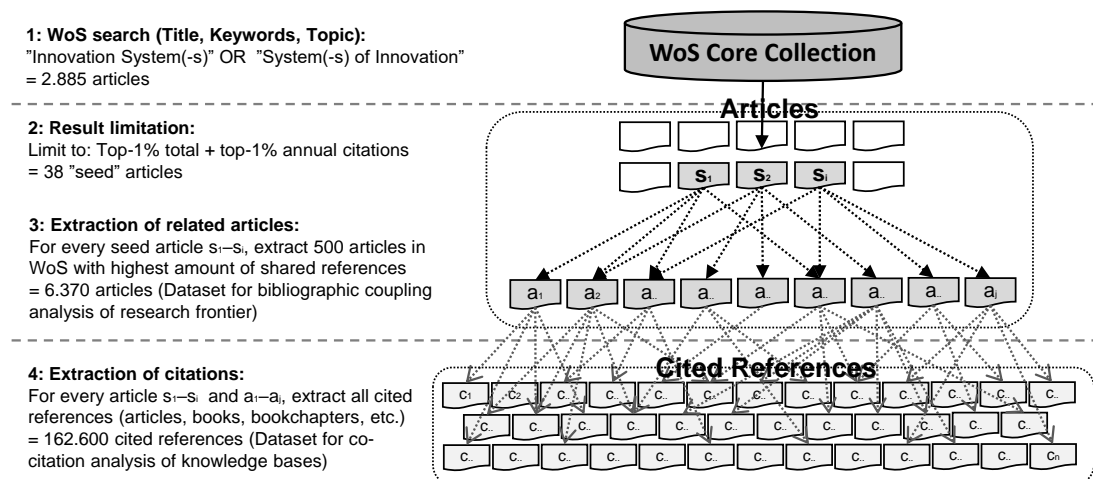 1: WoS search (Title, Keywords, Topic):
"Innovation System(-s)" OR "System(-s) of Innovation"
= 2.885 articles
WoS Core Collection
Articles
2: Result limitation:
Limit to: Top-1% total + top-1% annual citations
= 38 "seed" articles
s₁ s₂ sᵢ
3: Extraction of related articles:
For every seed article s₁–sᵢ, extract 500 articles in
WoS with highest amount of shared references
= 6.370 articles (Dataset for bibliographic coupling
analysis of research frontier)
a₁ a₂ a.. a.. a.. a.. a.. a.. aⱼ
Cited References
4: Extraction of citations:
For every article s₁–sᵢ and a₁–aⱼ, extract all cited
references (articles, books, bookchapters, etc.)
= 162.600 cited references (Dataset for co-
citation analysis of knowledge bases)
c₁ c₂ c.. c.. c.. c.. c.. c.. c.. c.. c.. c..
c.. c.. c.. c.. c.. c.. c.. c.. c.. c.. c..
c.. c.. c.. c.. c.. c.. c.. c.. c.. c.. c.. cₙ